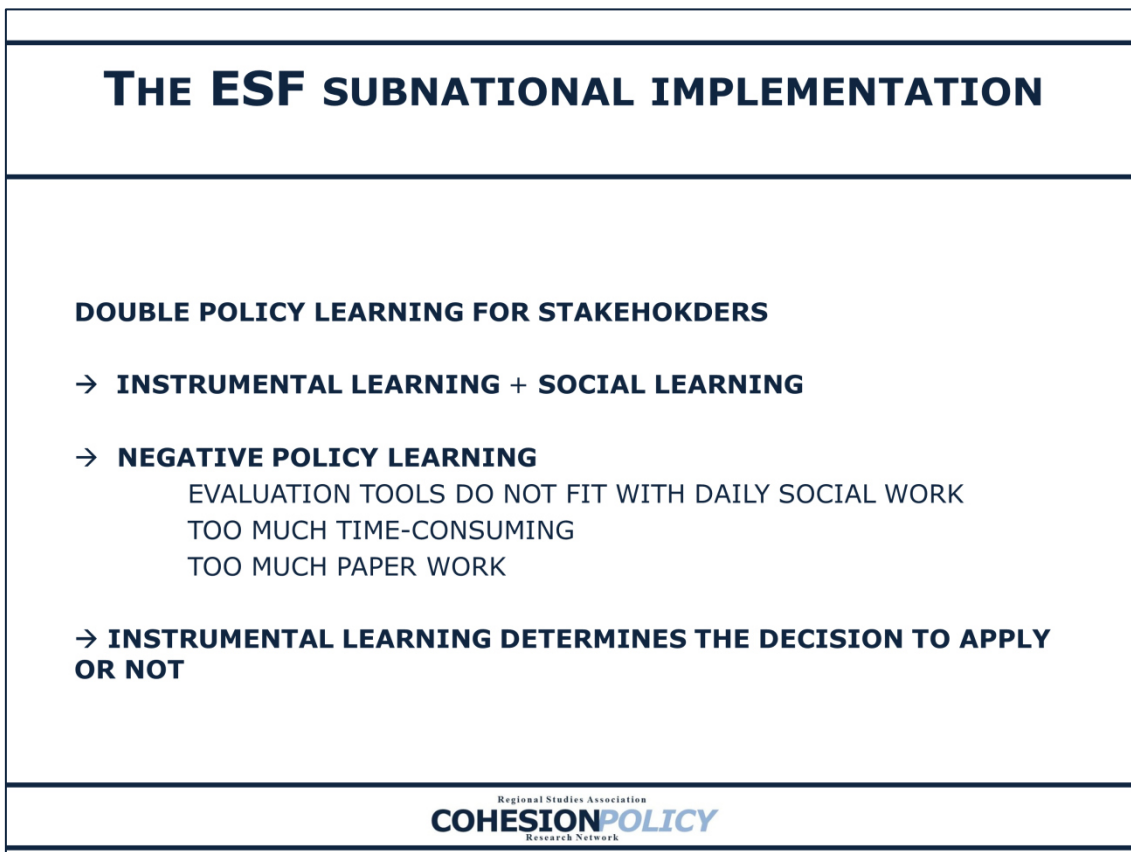 THE ESF SUBNATIONAL IMPLEMENTATION
DOUBLE POLICY LEARNING FOR STAKEHOKDERS
→ INSTRUMENTAL LEARNING + SOCIAL LEARNING
→ NEGATIVE POLICY LEARNING
EVALUATION TOOLS DO NOT FIT WITH DAILY SOCIAL WORK
TOO MUCH TIME-CONSUMING
TOO MUCH PAPER WORK
→ INSTRUMENTAL LEARNING DETERMINES THE DECISION TO APPLY
OR NOT
Regional Studies Association
COHESIONPOLICY
Research Network